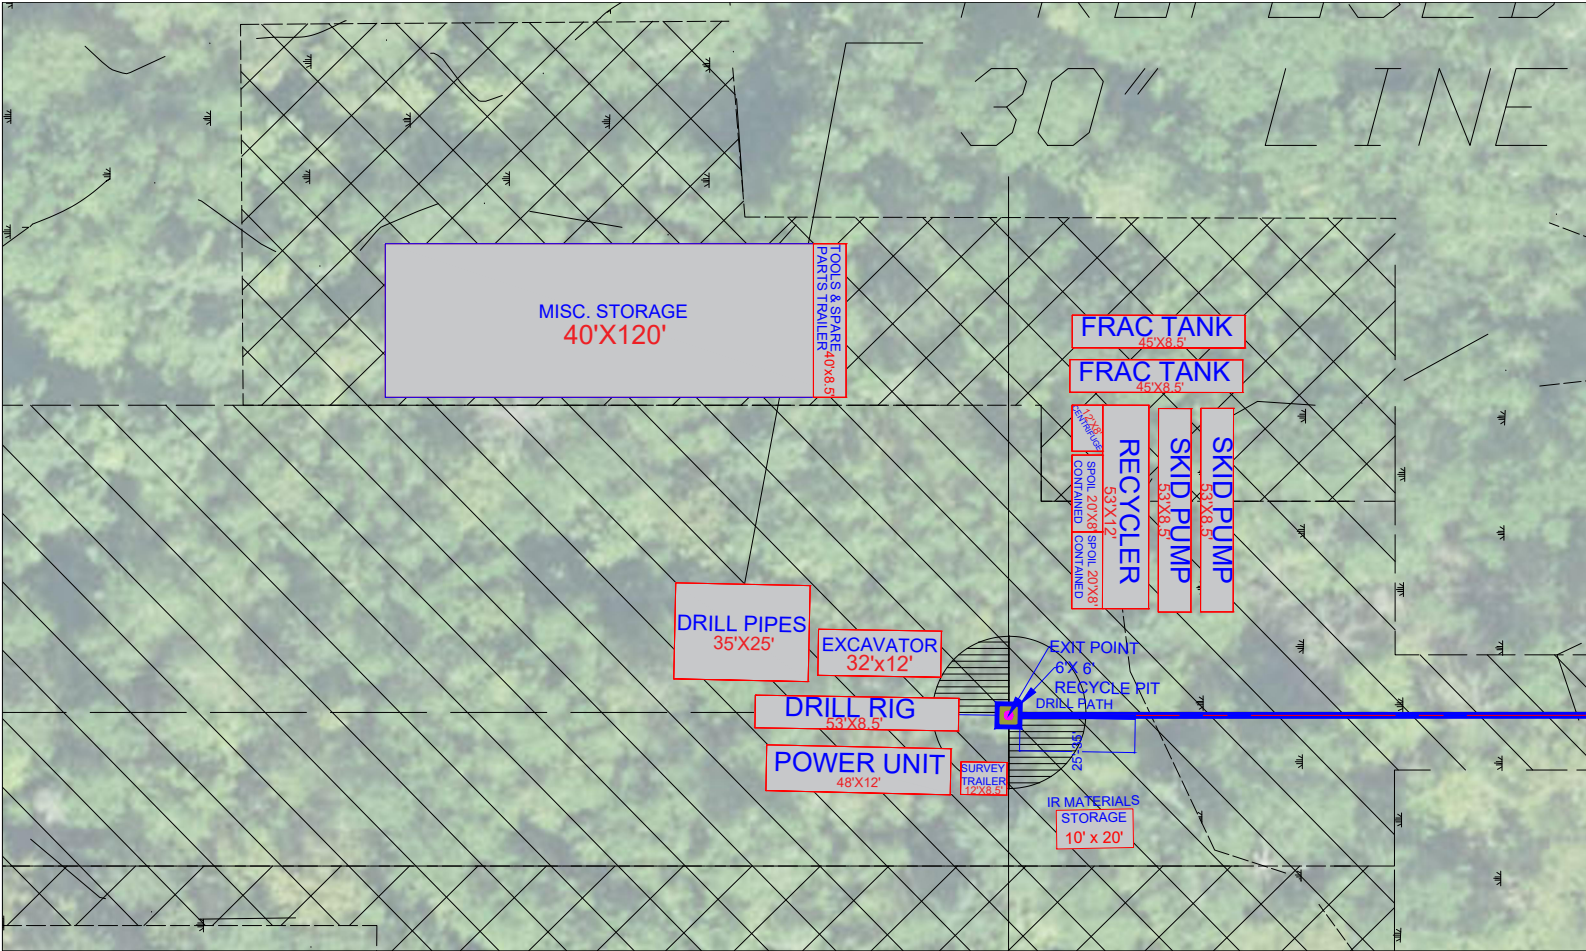 30" LINE
MISC. STORAGE
40'X120'
TOOLS & SPARE
PARTS TRAILER
40'x8.5'
FRAC TANK
45'X8.5'
FRAC TANK
45'X8.5'
12'X8'
CENTRIFUGE
SPOIL 20'X8'
CONTAINED
SPOIL 20'X8'
CONTAINED
RECYCLER
53'X12'
SKID PUMP
53'X8.5'
SKID PUMP
53'X8.5'
DRILL PIPES
35'X25'
EXCAVATOR
32'x12'
EXIT POINT
6'X 6'
RECYCLE PIT
DRILL PATH
DRILL RIG
53'X8.5'
25'-35'
POWER UNIT
48'X12'
SURVEY
TRAILER
12'X8.5'
IR MATERIALS
STORAGE
10' x 20'